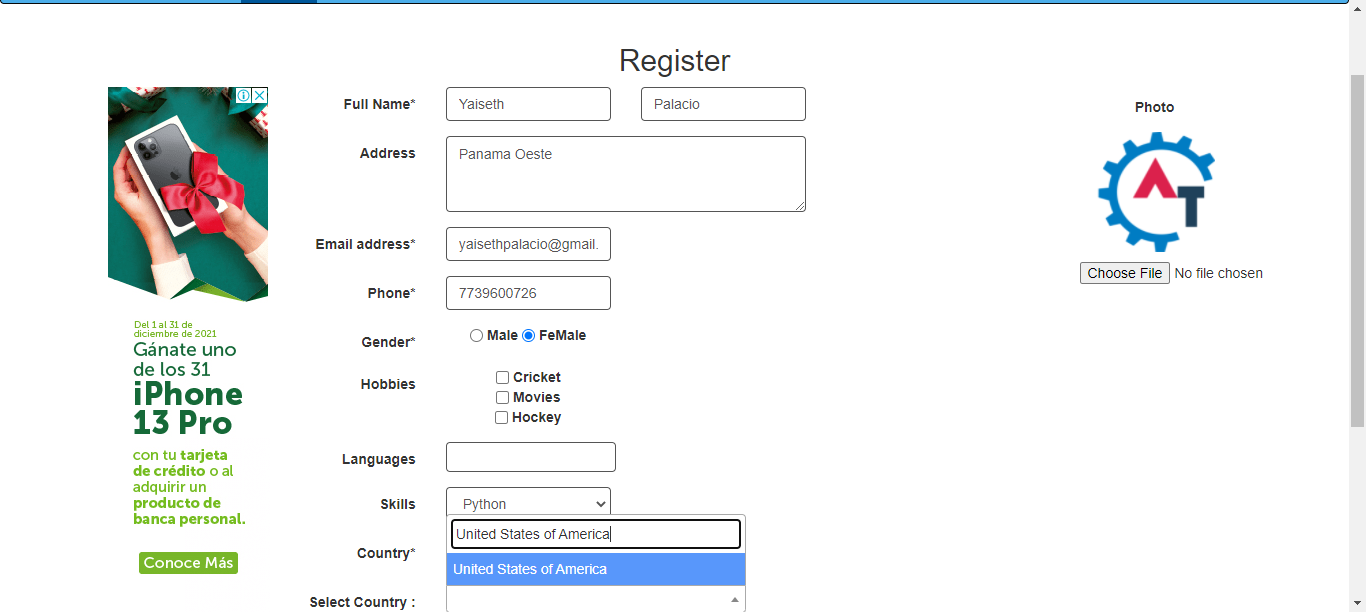 Register
Full Name*
Yaiseth
Palacio
Address
Panama Oeste
Email address*
yaisethpalacio@gmail.
Phone*
7739600726
Gender*
Male FeMale
Hobbies
Cricket
Movies
Hockey
Languages
Skills
Python
Country*
United States of America
United States of America
Select Country :
Photo
AT
Choose File No file chosen
Del 1 al 31 de
diciembre de 2021
Gánate uno
de los 31
iPhone
13 Pro
con tu tarjeta
de crédito o al
adquirir un
producto de
banca personal.
Conoce Más